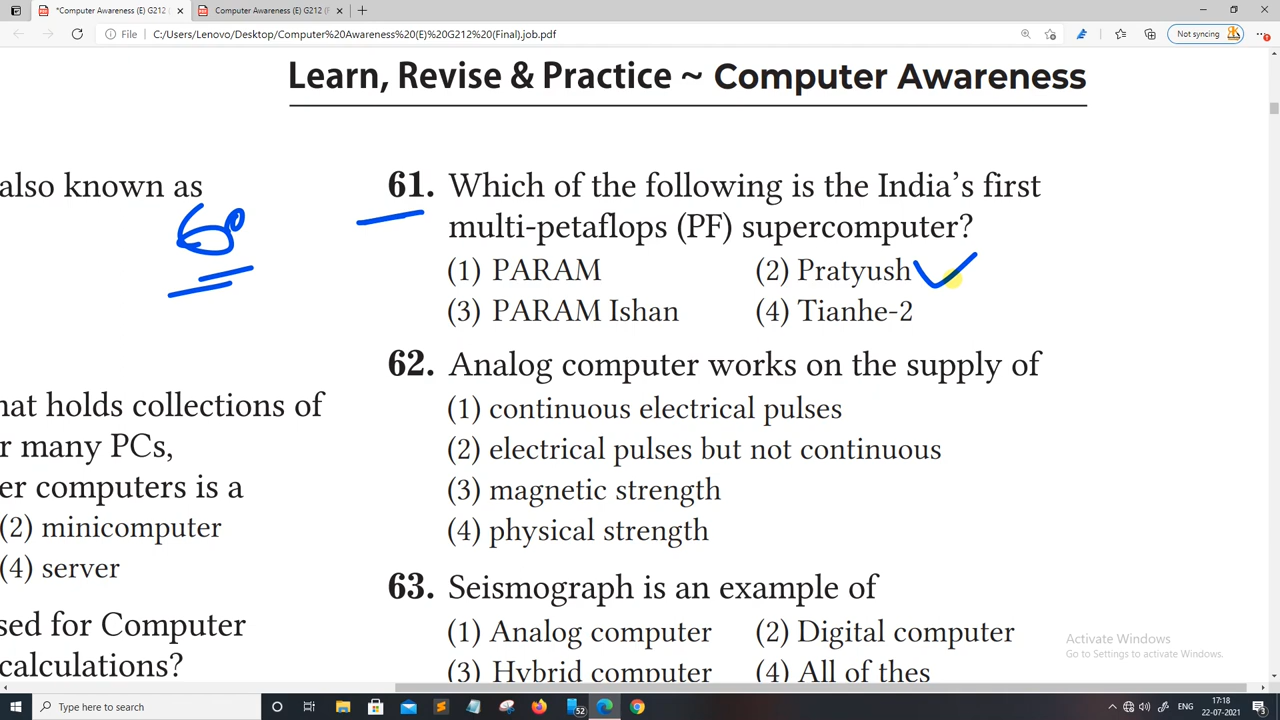 *Computer Awareness (E) G212
Computer Awareness (E) G212 (F
File
C:/Users/Lenovo/Desktop/Computer%20Awareness%20(E)%20G212%20(Final).job.pdf
Not syncing
Learn, Revise & Practice ~ Computer Awareness
also known as
60
hat holds collections of
r many PCs,
er computers is a
(2) minicomputer
(4) server
sed for Computer
calculations?
61. Which of the following is the India's first
multi-petaflops (PF) supercomputer?
(1) PARAM (2) Pratyush
(3) PARAM Ishan (4) Tianhe-2
62. Analog computer works on the supply of
(1) continuous electrical pulses
(2) electrical pulses but not continuous
(3) magnetic strength
(4) physical strength
63. Seismograph is an example of
(1) Analog computer (2) Digital computer
(3) Hybrid computer (4) All of thes
Activate Windows
Go to Settings to activate Windows.
Type here to search
52
ENG
17:18
22-07-2021
3